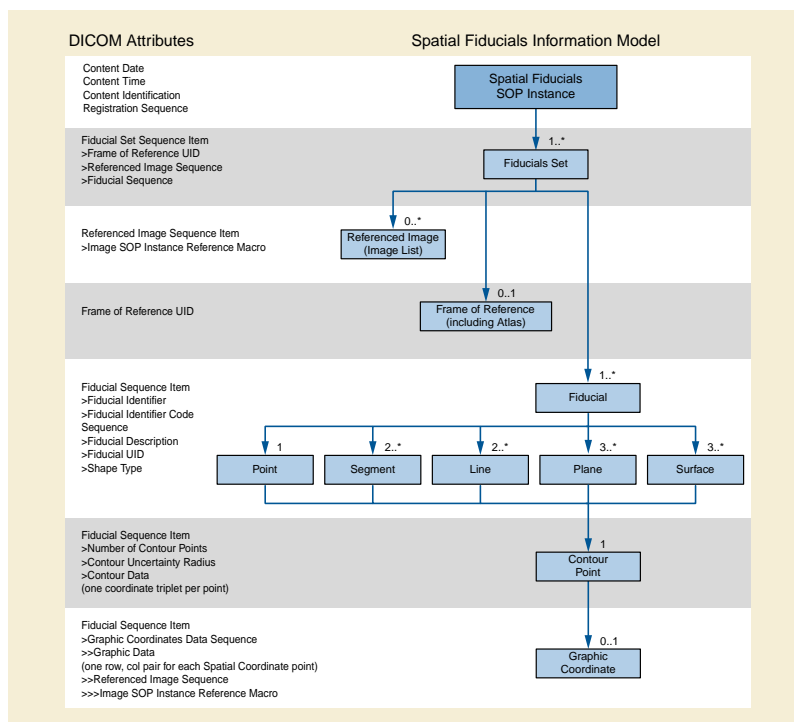 DICOM Attributes
Spatial Fiducials Information Model
Content Date
Content Time
Content Identification
Registration Sequence
Spatial Fiducials
SOP Instance
Fiducial Set Sequence Item
>Frame of Reference UID
>Referenced Image Sequence
>Fiducial Sequence
1..*
Fiducials Set
Referenced Image Sequence Item
>Image SOP Instance Reference Macro
0..*
Referenced Image
(Image List)
Frame of Reference UID
0..1
Frame of Reference
(including Atlas)
Fiducial Sequence Item
>Fiducial Identifier
>Fiducial Identifier Code
Sequence
>Fiducial Description
>Fiducial UID
>Shape Type
1..*
Fiducial
1
Point
2..*
Segment
2..*
Line
3..*
Plane
3..*
Surface
Fiducial Sequence Item
>Number of Contour Points
>Contour Uncertainty Radius
>Contour Data
(one coordinate triplet per point)
1
Contour
Point
Fiducial Sequence Item
>Graphic Coordinates Data Sequence
>>Graphic Data
(one row, col pair for each Spatial Coordinate point)
>>Referenced Image Sequence
>>>Image SOP Instance Reference Macro
0..1
Graphic
Coordinate